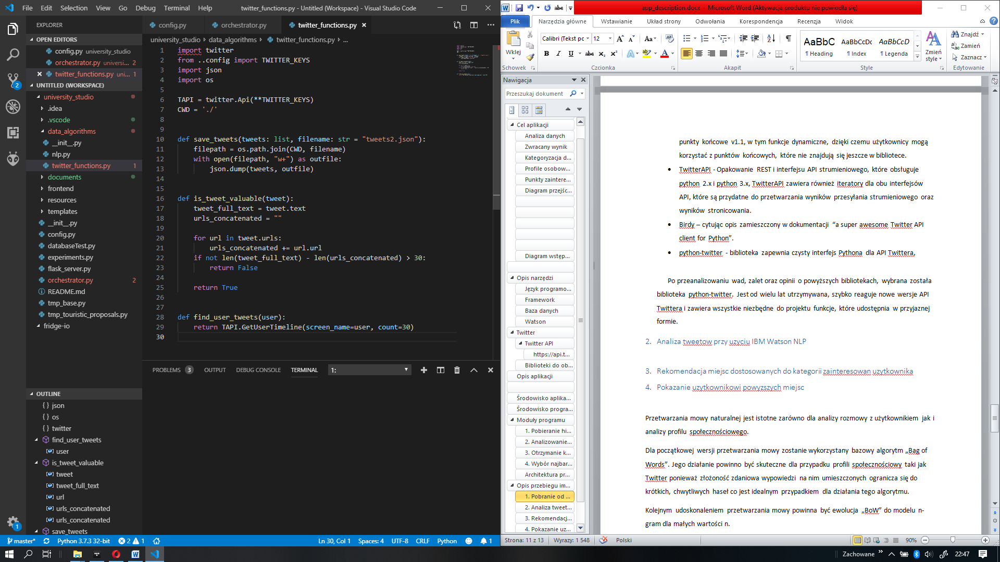 File Edit Selection View Go Debug Terminal Help twitter_functions.py - Untitled (Workspace) - Visual Studio Code
EXPLORER
OPEN EDITORS
config.py university_studio
orchestrator.py universi... 2
twitter_functions.py uni... 1
2
UNTITLED (WORKSPACE)
university_studio
.idea
.vscode
data_algorithms
__init__.py
nlp.py
twitter_functions.py 1
documents
frontend
resources
templates
__init__.py
config.py
databaseTest.py
experiments.py
flask_server.py
orchestrator.py 2
README.md
tmp_base.py
tmp_touristic_proposals.py
fridge-io
OUTLINE
{ } json
{ } os
{ } twitter
find_user_tweets
user
is_tweet_valuable
tweet
tweet_full_text
url
urls_concatenated
urls_concatenated
save_tweets
1
config.py orchestrator.py twitter_functions.py
university_studio data_algorithms twitter_functions.py ...
1 import twitter
2 from ..config import TWITTER_KEYS
3 import json
4 import os
5
6 TAPI = twitter.Api(**TWITTER_KEYS)
7 CWD = './'
8
9
10 def save_tweets(tweets: list, filename: str = "tweets2.json"):
11 filepath = os.path.join(CWD, filename)
12 with open(filepath, "w+") as outfile:
13 json.dump(tweets, outfile)
14
15
16 def is_tweet_valuable(tweet):
17 tweet_full_text = tweet.text
18 urls_concatenated = ""
19
20 for url in tweet.urls:
21 urls_concatenated += url.url
22 if not len(tweet_full_text) - len(urls_concatenated) > 30:
23 return False
24
25 return True
26
27
28 def find_user_tweets(user):
29 return TAPI.GetUserTimeline(screen_name=user, count=30)
30
PROBLEMS 3 OUTPUT DEBUG CONSOLE TERMINAL 1:
master* Python 3.7.3 32-bit 2 1 Ln 30, Col 1 Spaces: 4 UTF-8 CRLF Python 1
app_description.docx - Microsoft Word (Aktywacja produktu nie powiodła się)
Plik Narzędzia główne Wstawianie Układ strony Odwołania Korespondencja Recenzja Widok
Wklej
Schowek
Calibri (Tekst pc 12
B I U abc x₂ x²
Czcionka
Akapit
AaBbC AaBbCcDc AaBbCcD
¶ Heading ¶ Index ¶ Legenda
Zmień style
Style
Znajdź
Zamień
Zaznacz
Edytowanie
Nawigacja
Przeszukaj dokument
Cel aplikacji
Analiza danych
Zwracany wynik
Kategoryzacja d...
Profile osobow...
Punkty zaintere...
Diagram przejśc...
Diagram wstęp...
Opis narzędzi
Język programo...
Framework
Baza danych
Watson
Twitter
Twitter API
https://api.t...
Biblioteki do ob...
Opis aplikacji
Środowisko aplika...
Środowisko progra...
Moduły programu
1. Pobieranie hi...
2. Analizowanie...
3. Otrzymanie k...
4. Wybór najbar...
Architektura pr...
Opis przebiegu im...
1. Pobranie od ...
2. Analiza tweet...
3. Rekomendacj...
4. Pokazanie uz...
punkty końcowe v1.1, w tym funkcje dynamiczne, dzięki czemu użytkownicy mogą
korzystać z punktów końcowych, które nie znajdują się jeszcze w bibliotece.
• TwitterAPI - Opakowanie REST i interfejsu API strumieniowego, które obsługuje
python 2.x i python 3.x, TwitterAPI zawiera również iteratory dla obu interfejsów
API, które są przydatne do przetwarzania wyników przesyłania strumieniowego oraz
wyników stronicowania.
• Birdy – cytując opis zamieszczony w dokumentacji “a super awesome Twitter API
client for Python”.
• python-twitter - biblioteka zapewnia czysty interfejs Pythona dla API Twittera,
Po przeanalizowaniu wad, zalet oraz opinii o powyższych bibliotekach, wybrana została
biblioteka python-twitter. Jest od wielu lat utrzymywana, szybko reaguje nowe wersje API
Twittera i zawiera wszystkie niezbędne do projektu funkcje, które udostępnia w przyjaznej
formie.
2. Analiza tweetow przy uzyciu IBM Watson NLP
3. Rekomendacja miejsc dostosowanych do kategorii zainteresowan uzytkownika
4. Pokazanie uzytkownikowi powyzszych miejsc
Przetwarzania mowy naturalnej jest istotne zarówno dla analizy rozmowy z użytkownikiem jak i
analizy profilu społecznościowego.
Dla początkowej wersji przetwarzania mowy zostanie wykorzystany bazowy algorytm „Bag of
Words”. Jego działanie powinno być skuteczne dla przypadku profili społecznościowy taki jak
Twitter ponieważ złożoność zdaniowa wypowiedzi na nim umieszczonych ogranicza się do
krótkich, chwytliwych haseł co jest idealnym przypadkiem dla działania tego algorytmu.
Kolejnym udoskonaleniem przetwarzania mowy powinna być ewolucja „BoW” do modelu n-
gram dla małych wartości n.
Strona: 11 z 13 Wyrazy: 1 548 Polski 90%
Zachowane 22:47